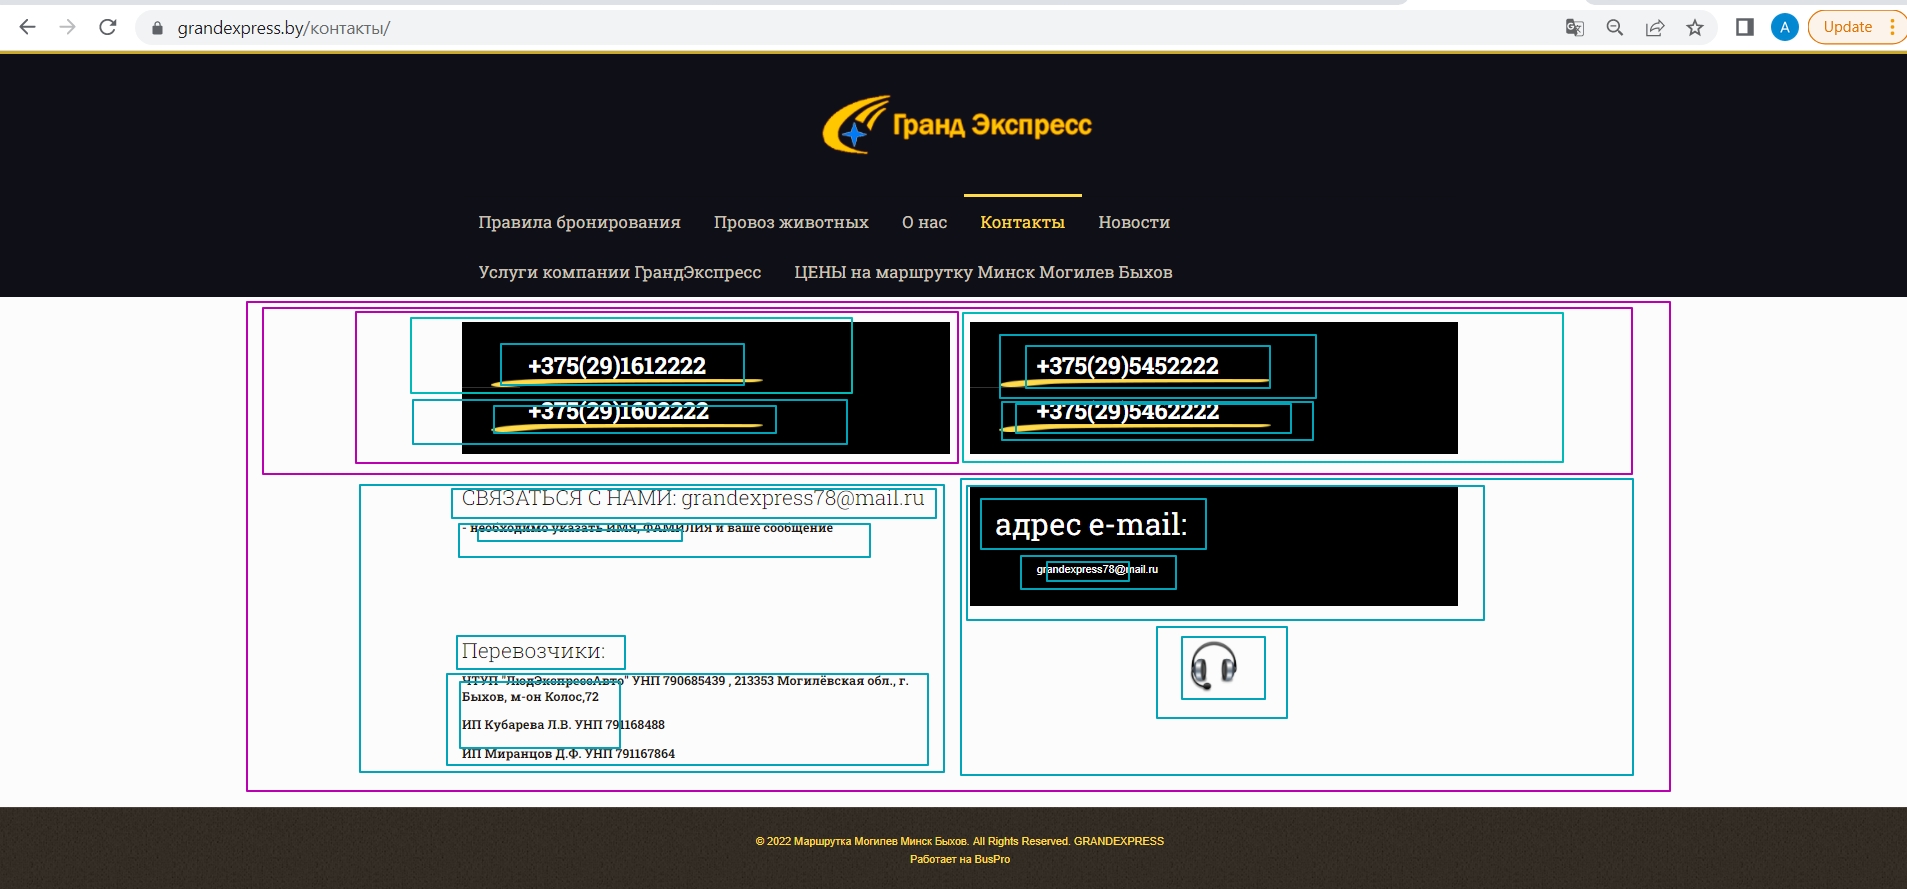 grandexpress.by/контакты/
A
Update
Гранд Экспресс
Правила бронирования
Провоз животных
О нас
Контакты
Новости
Услуги компании ГрандЭкспресс
ЦЕНЫ на маршрутку Минск Могилев Быхов
+375(29)1612222
+375(29)1602222
+375(29)5452222
+375(29)5462222
СВЯЗАТЬСЯ С НАМИ: grandexpress78@mail.ru
- необходимо указать ИМЯ, ФАМИЛИЯ и ваше сообщение
адрес e-mail:
grandexpress78@mail.ru
Перевозчики:
ЧТУП "ЛюдЭкспрессАвто" УНП 790685439 , 213353 Могилёвская обл., г.
Быхов, м-он Колос,72
ИП Кубарева Л.В. УНП 791168488
ИП Миранцов Д.Ф. УНП 791167864
© 2022 Маршрутка Могилев Минск Быхов. All Rights Reserved. GRANDEXPRESS
Работает на BusPro